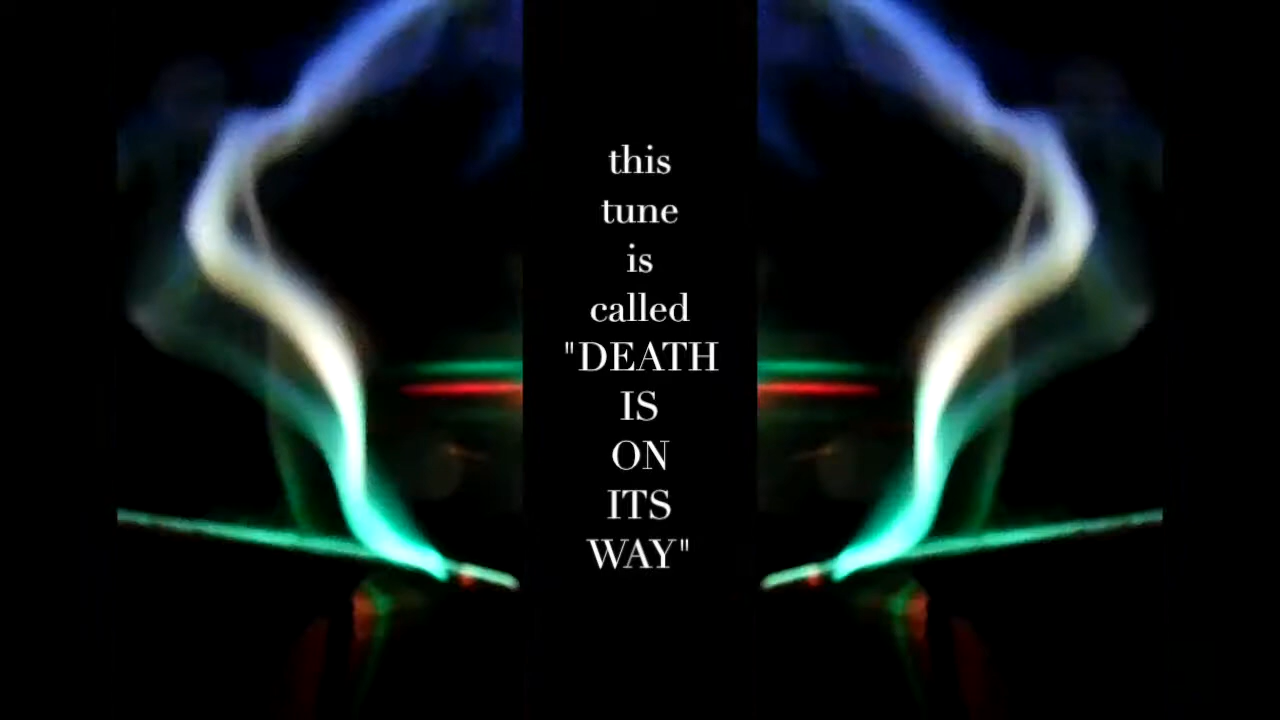 this
tune
is
called
"DEATH
IS
ON
ITS
WAY"